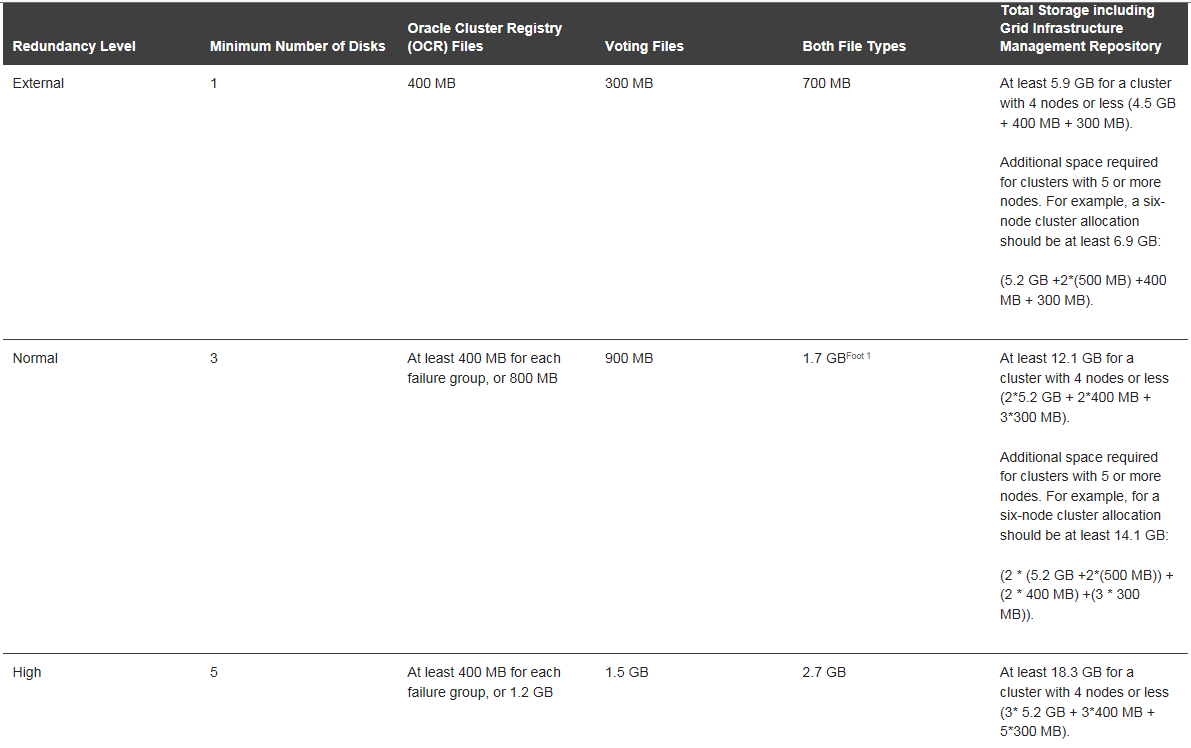 Redundancy Level
Minimum Number of Disks
Oracle Cluster Registry
(OCR) Files
Voting Files
Both File Types
Total Storage including
Grid Infrastructure
Management Repository
External
1
400 MB
300 MB
700 MB
At least 5.9 GB for a cluster
with 4 nodes or less (4.5 GB
+ 400 MB + 300 MB).
Additional space required
for clusters with 5 or more
nodes. For example, a six-
node cluster allocation
should be at least 6.9 GB:
(5.2 GB +2*(500 MB) +400
MB + 300 MB).
Normal
3
At least 400 MB for each
failure group, or 800 MB
900 MB
1.7 GBFoot 1
At least 12.1 GB for a
cluster with 4 nodes or less
(2*5.2 GB + 2*400 MB +
3*300 MB).
Additional space required
for clusters with 5 or more
nodes. For example, for a
six-node cluster allocation
should be at least 14.1 GB:
(2 * (5.2 GB +2*(500 MB)) +
(2 * 400 MB) +(3 * 300
MB)).
High
5
At least 400 MB for each
failure group, or 1.2 GB
1.5 GB
2.7 GB
At least 18.3 GB for a
cluster with 4 nodes or less
(3* 5.2 GB + 3*400 MB +
5*300 MB).